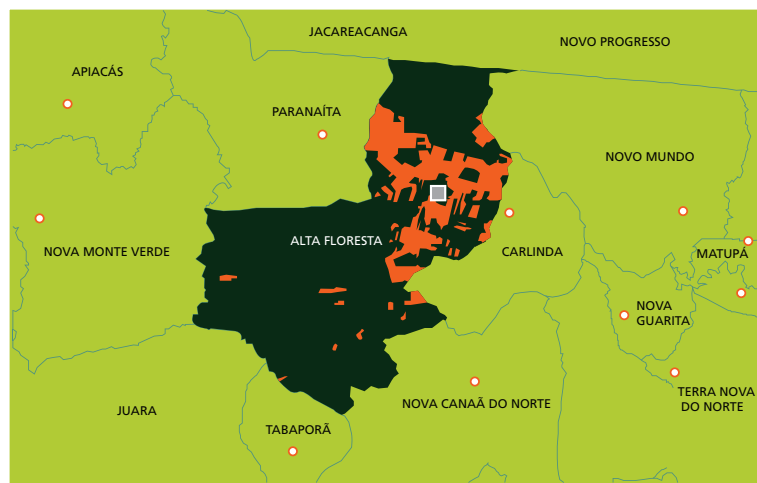 JACAREACANGA
NOVO PROGRESSO
APIACÁS
PARANAÍTA
NOVO MUNDO
ALTA FLORESTA
NOVA MONTE VERDE
CARLINDA
MATUPÁ
NOVA
GUARITA
TERRA NOVA
DO NORTE
NOVA CANAÃ DO NORTE
JUARA
TABAPORÃ